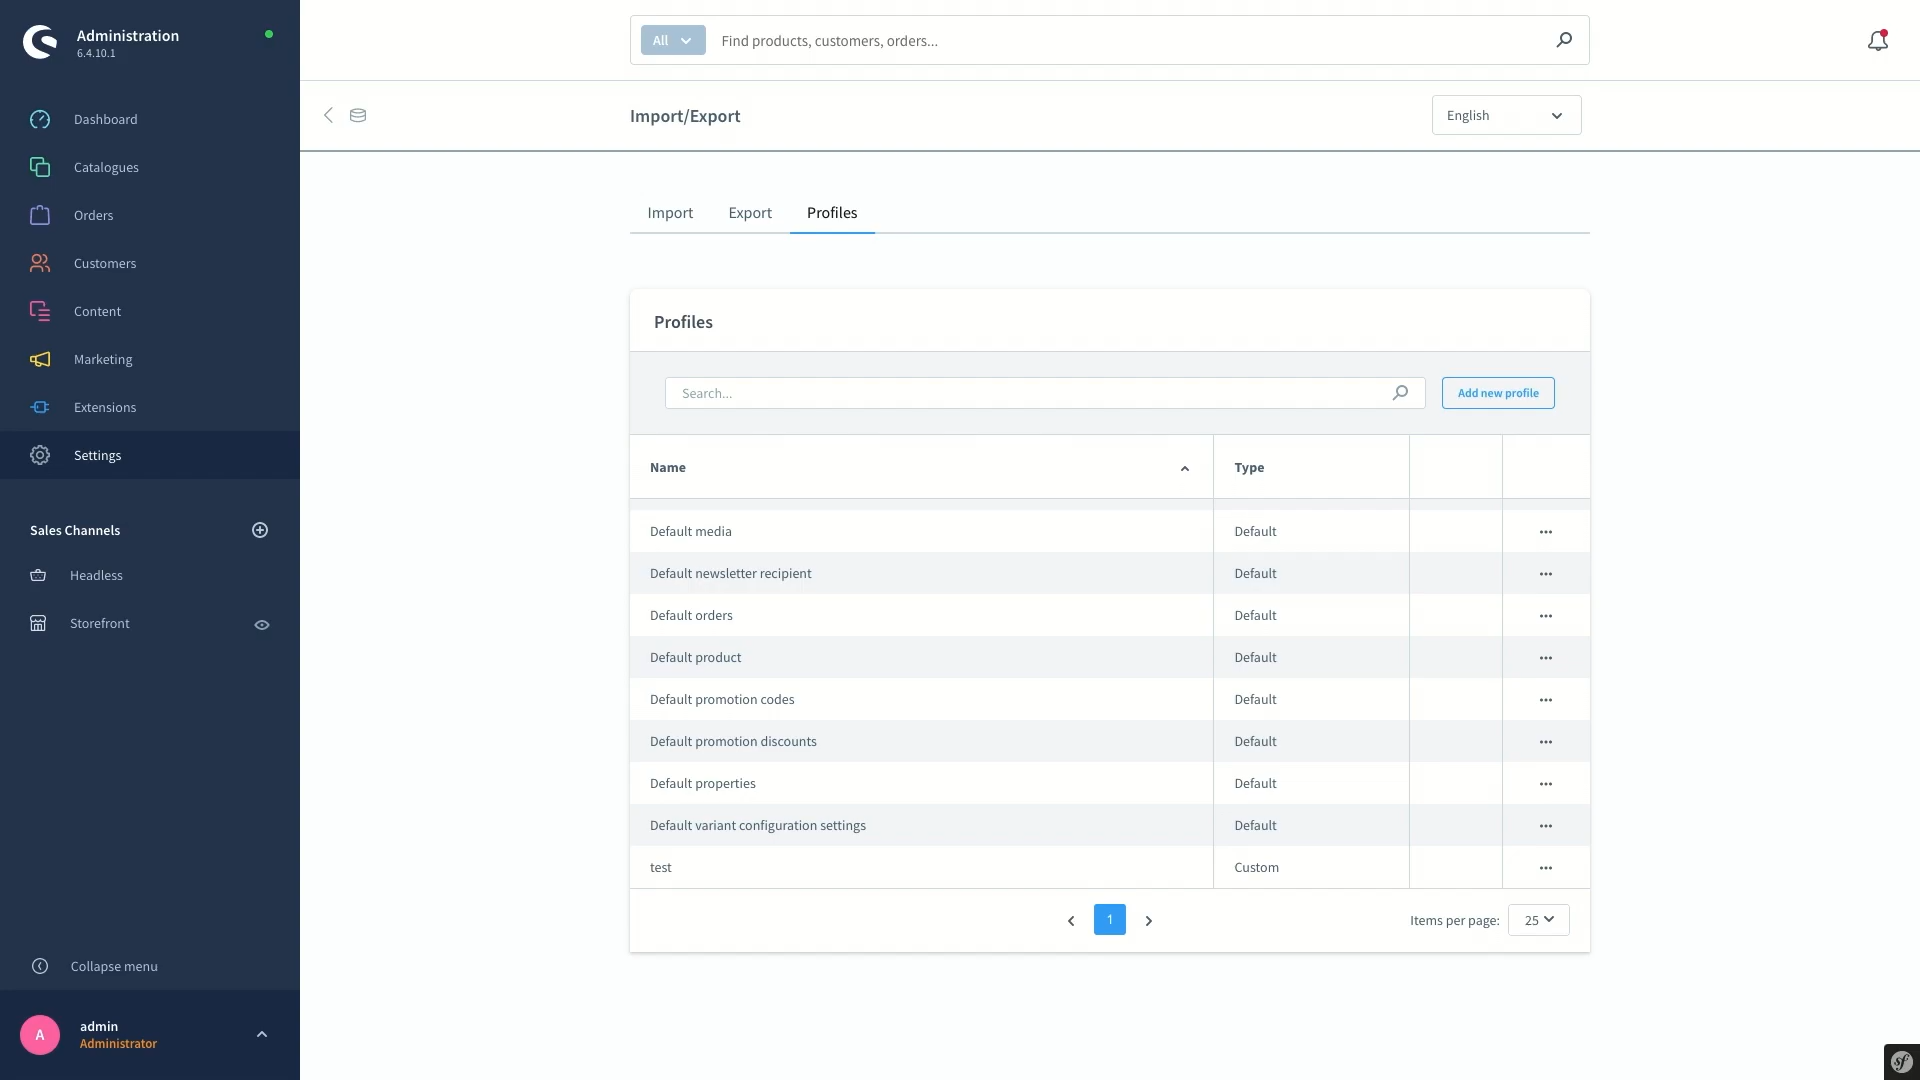 Administration
6.4.10.1
Dashboard
Catalogues
Orders
Customers
Content
Marketing
Extensions
Settings
Sales Channels
Headless
Storefront
Collapse menu
A
admin
Administrator
All
Find products, customers, orders...
Import/Export
English
Import Export Profiles
Profiles
Search...
Add new profile
Name Type
Default media Default
Default newsletter recipient Default
Default orders Default
Default product Default
Default promotion codes Default
Default promotion discounts Default
Default properties Default
Default variant configuration settings Default
test Custom
1
Items per page: 25
sf